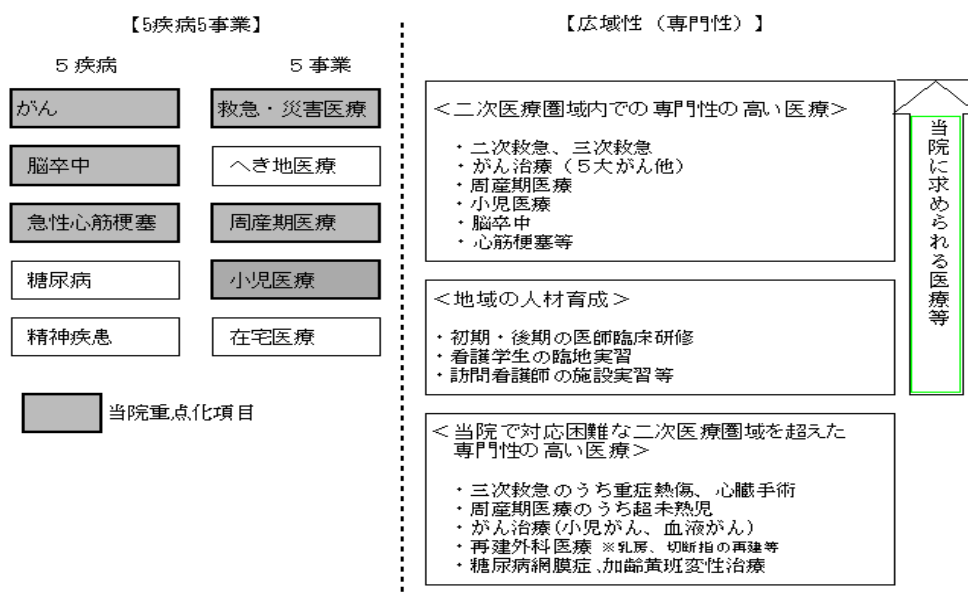 【5疾病5事業】
5 疾病
5 事業
がん
救急・災害医療
脳卒中
へき地医療
急性心筋梗塞
周産期医療
糖尿病
小児医療
精神疾患
在宅医療
当院重点化項目
【広域性（専門性）】
＜二次医療圏域内での専門性の高い医療＞
・二次救急、三次救急
・がん治療（5大がん他）
・周産期医療
・小児医療
・脳卒中
・心筋梗塞等
＜地域の人材育成＞
・初期・後期の医師臨床研修
・看護学生の臨地実習
・訪問看護師の施設実習等
＜当院で対応困難な二次医療圏域を超えた
専門性の高い医療＞
・三次救急のうち重症熱傷、心臓手術
・周産期医療のうち超未熟児
・がん治療(小児がん、血液がん)
・再建外科医療 ※乳房、切断指の再建等
・糖尿病網膜症、加齢黄斑変性治療
当院に求められる医療等